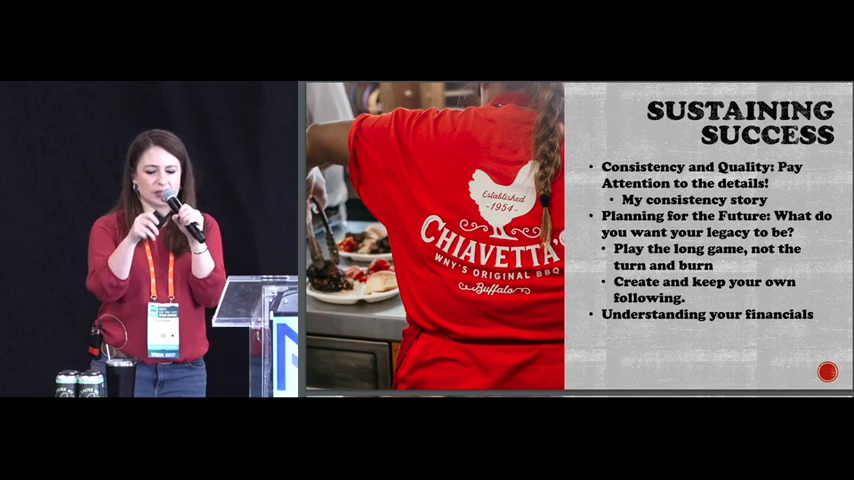 SUSTAINING
SUCCESS
• Consistency and Quality: Pay
Attention to the details!
• My consistency story
• Planning for the Future: What do
you want your legacy to be?
• Play the long game, not the
turn and burn
• Create and keep your own
following.
• Understanding your financials
Established
-1954-
CHIAVETTA'S
WNY'S ORIGINAL BBQ
Buffalo
SPECIAL GUEST